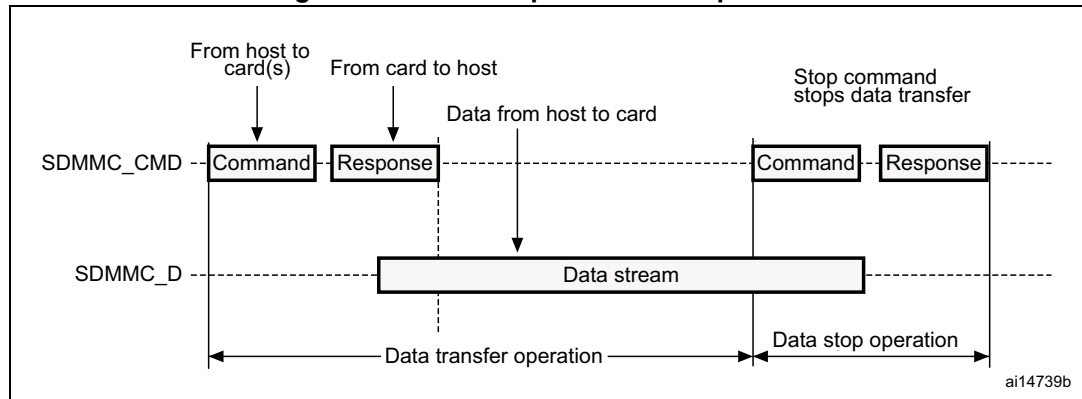 From host to
card(s)
From card to host
Stop command
stops data transfer
Data from host to card
SDMMC_CMD
Command
Response
Command
Response
SDMMC_D
Data stream
Data transfer operation
Data stop operation
ai14739b